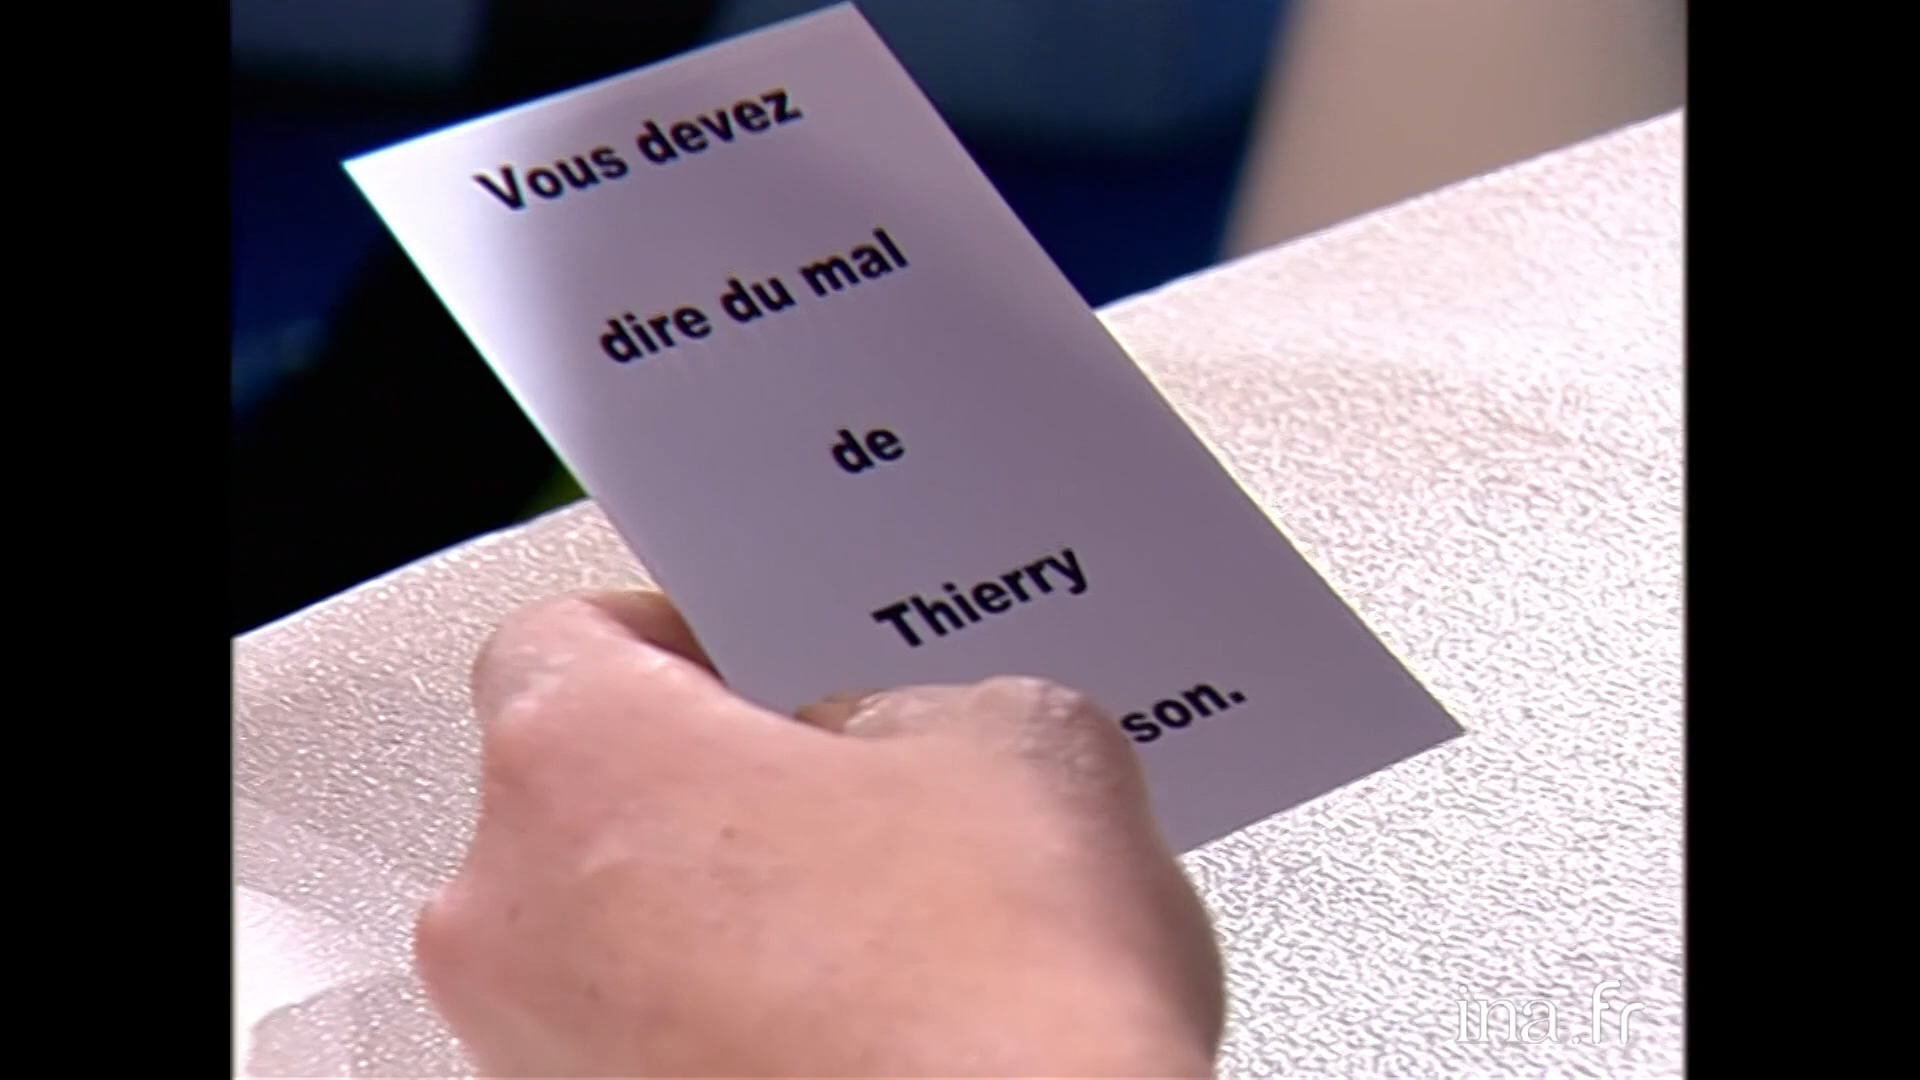 Vous devez
dire du mal
de
Thierry
son.
ina.fr